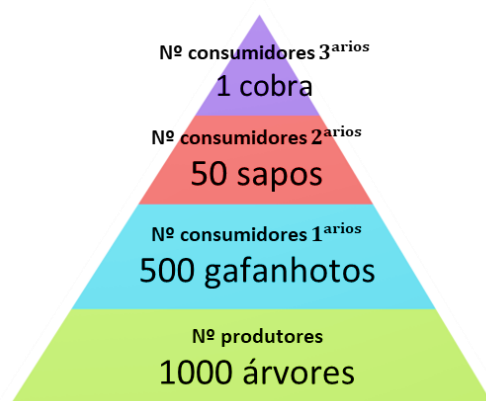 Nº consumidores 3ᵃʳⁱᵒˢ
1 cobra
Nº consumidores 2ᵃʳⁱᵒˢ
50 sapos
Nº consumidores 1ᵃʳⁱᵒˢ
500 gafanhotos
Nº produtores
1000 árvores